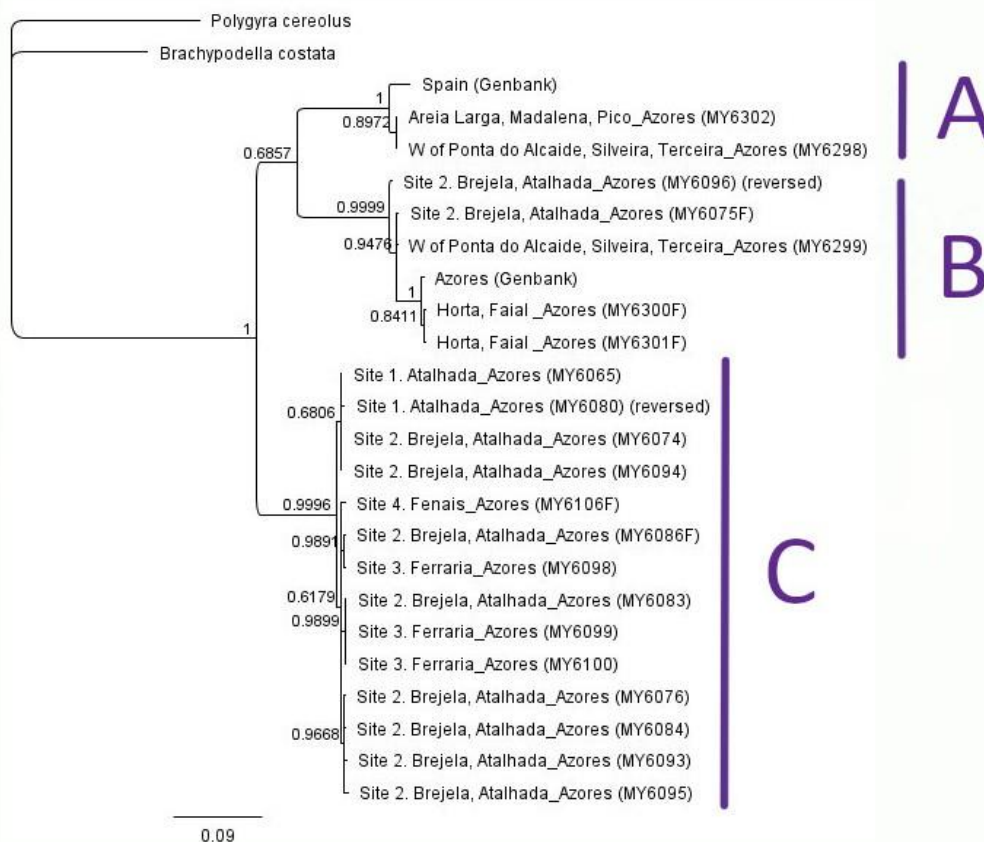 Polygyra cereolus
Brachypodella costata
Spain (Genbank)
1
0.8972
Areia Larga, Madalena, Pico_Azores (MY6302)
W of Ponta do Alcaide, Silveira, Terceira_Azores (MY6298)
A
0.6857
Site 2. Brejela, Atalhada_Azores (MY6096) (reversed)
0.9999
Site 2. Brejela, Atalhada_Azores (MY6075F)
0.9476
W of Ponta do Alcaide, Silveira, Terceira_Azores (MY6299)
B
Azores (Genbank)
1
Horta, Faial _Azores (MY6300F)
0.8411
Horta, Faial _Azores (MY6301F)
1
Site 1. Atalhada_Azores (MY6065)
Site 1. Atalhada_Azores (MY6080) (reversed)
0.6806
Site 2. Brejela, Atalhada_Azores (MY6074)
Site 2. Brejela, Atalhada_Azores (MY6094)
0.9996
Site 4. Fenais_Azores (MY6106F)
Site 2. Brejela, Atalhada_Azores (MY6086F)
0.9891
Site 3. Ferraria_Azores (MY6098)
C
0.6179
Site 2. Brejela, Atalhada_Azores (MY6083)
0.9899
Site 3. Ferraria_Azores (MY6099)
Site 3. Ferraria_Azores (MY6100)
Site 2. Brejela, Atalhada_Azores (MY6076)
Site 2. Brejela, Atalhada_Azores (MY6084)
0.9668
Site 2. Brejela, Atalhada_Azores (MY6093)
Site 2. Brejela, Atalhada_Azores (MY6095)
0.09